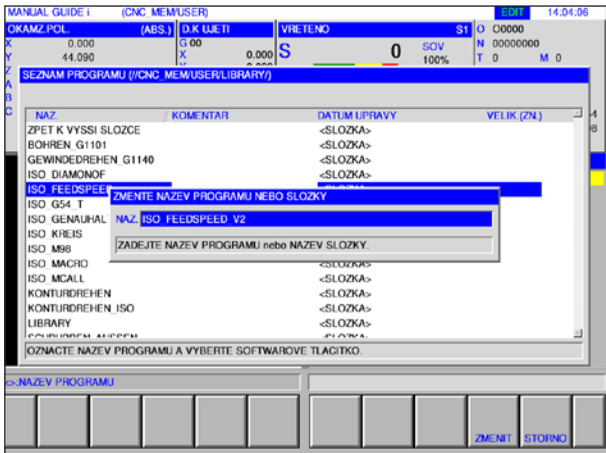 MANUAL GUIDE i (CNC_MEM/USER) EDIT 14:04:06
OKAMZ.POL. (ABS.) D.K UJETI VRETENO S1 O O0000
X 0.000 G 00 S 0 SOV 100% N 00000000
Y 44.090 X 0.000 T 0 M 0
Z
A
B
C
SEZNAM PROGRAMU (//CNC_MEM/USER/LIBRARY/)
NAZ. / KOMENTAR DATUM UPRAVY VELIK.(ZN.)
ZPET K VYSSI SLOZCE <SLOZKA>
BOHREN_G1101 <SLOZKA>
GEWINDEDREHEN_G1140 <SLOZKA>
ISO_DIAMONOF <SLOZKA>
ISO_FEEDSPEED
ZMENTE NAZEV PROGRAMU NEBO SLOZKY
ISO_G54_T
ISO_GENAUHAL
NAZ. ISO_FEEDSPEED_V2
ISO_KREIS
ISO_M98
ZADEJTE NAZEV PROGRAMU nebo NAZEV SLOZKY.
ISO_MACRO <SLOZKA>
ISO_MCALL <SLOZKA>
KONTURDREHEN <SLOZKA>
KONTURDREHEN_ISO <SLOZKA>
LIBRARY <SLOZKA>
OZNACTE NAZEV PROGRAMU A VYBERTE SOFTWAROVE TLACITKO.
<>:NAZEV PROGRAMU
ZMENIT STORNO